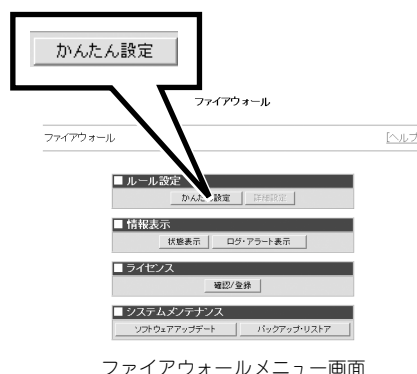 かんたん設定
ファイアウォール
ファイアウォール [ヘルプ
■ ルール設定
かんたん設定 詳細設定
■ 情報表示
状態表示 ログ・アラート表示
■ ライセンス
確認/登録
■ システムメンテナンス
ソフトウェアアップデート バックアップ・リストア
ファイアウォールメニュー画面